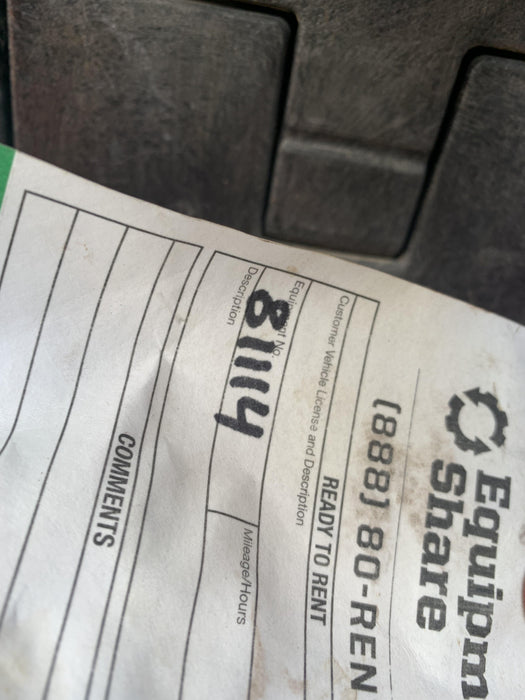 Equipm
Share
(888) 80-REN
READY TO RENT
Customer Vehicle License and Description
Equipment No.
81114
Mileage/Hours
Description
COMMENTS